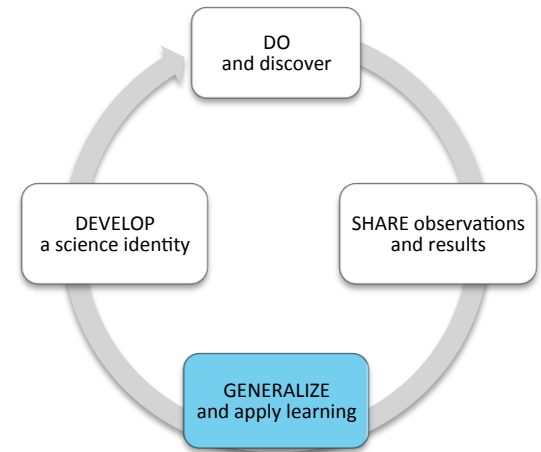 DO
and discover
SHARE observations
and results
GENERALIZE
and apply learning
DEVELOP
a science identity